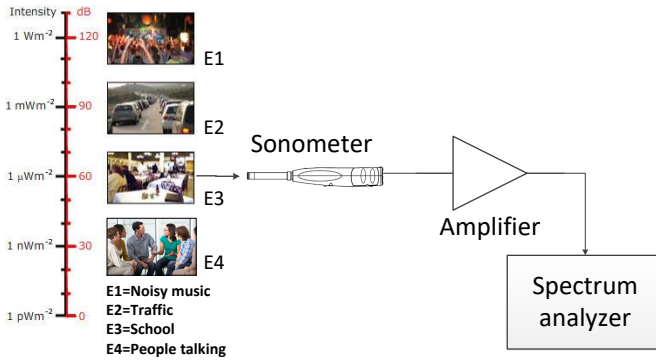 Intensity dB
1 Wm-2 120
E1
1 mWm-2 90
E2
Sonometer
1 μWm-2 60
E3
Amplifier
1 nWm-2 30
E4
Spectrum
analyzer
E1=Noisy music
E2=Traffic
1 pWm-2 0
E3=School
E4=People talking